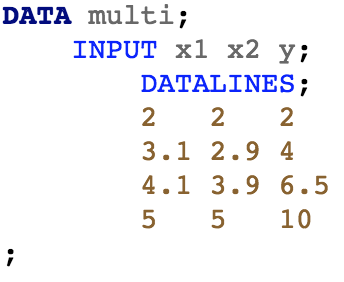 DATA multi;
INPUT x1 x2 y;
DATALINES;
2 2 2
3.1 2.9 4
4.1 3.9 6.5
5 5 10
;